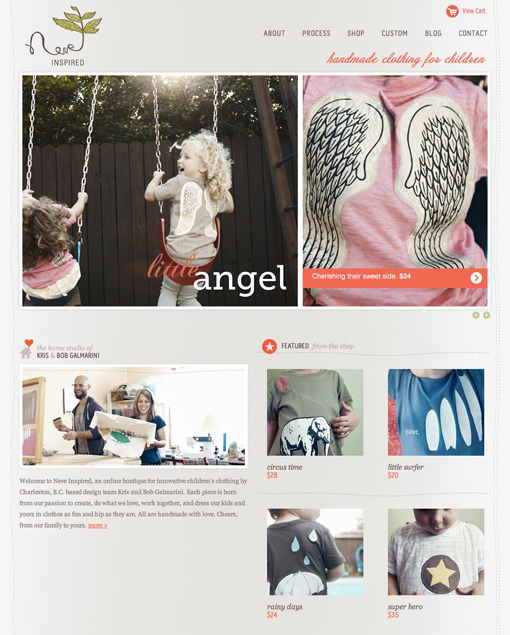 View Cart
Neve
INSPIRED
ABOUT PROCESS SHOP CUSTOM BLOG CONTACT
handmade clothing for children
little
angel
Cherishing their sweet side. $24
the home studio of
KRIS & BOB GALMARINI
FEATURED from the shop
Welcome to Neve Inspired, an online boutique for innovative children's clothing by
Charleston, S.C. based design team Kris and Bob Galmarini. Each piece is born
from our passion to create, do what we love, work together, and dress our kids and
yours in clothes as fun and hip as they are. All are handmade with love. Cheers,
from our family to yours. more >
circus time
$28
little surfer
$20
rainy days
$24
super hero
$35